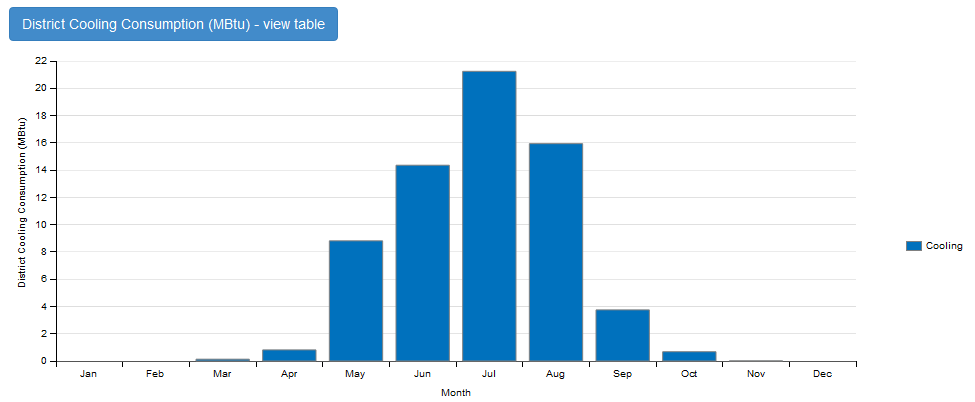 District Cooling Consumption (MBtu) - view table
22
20
18
16
14
12
10
8
6
4
2
0
District Cooling Consumption (MBtu)
Jan Feb Mar Apr May Jun Jul Aug Sep Oct Nov Dec
Month
Cooling